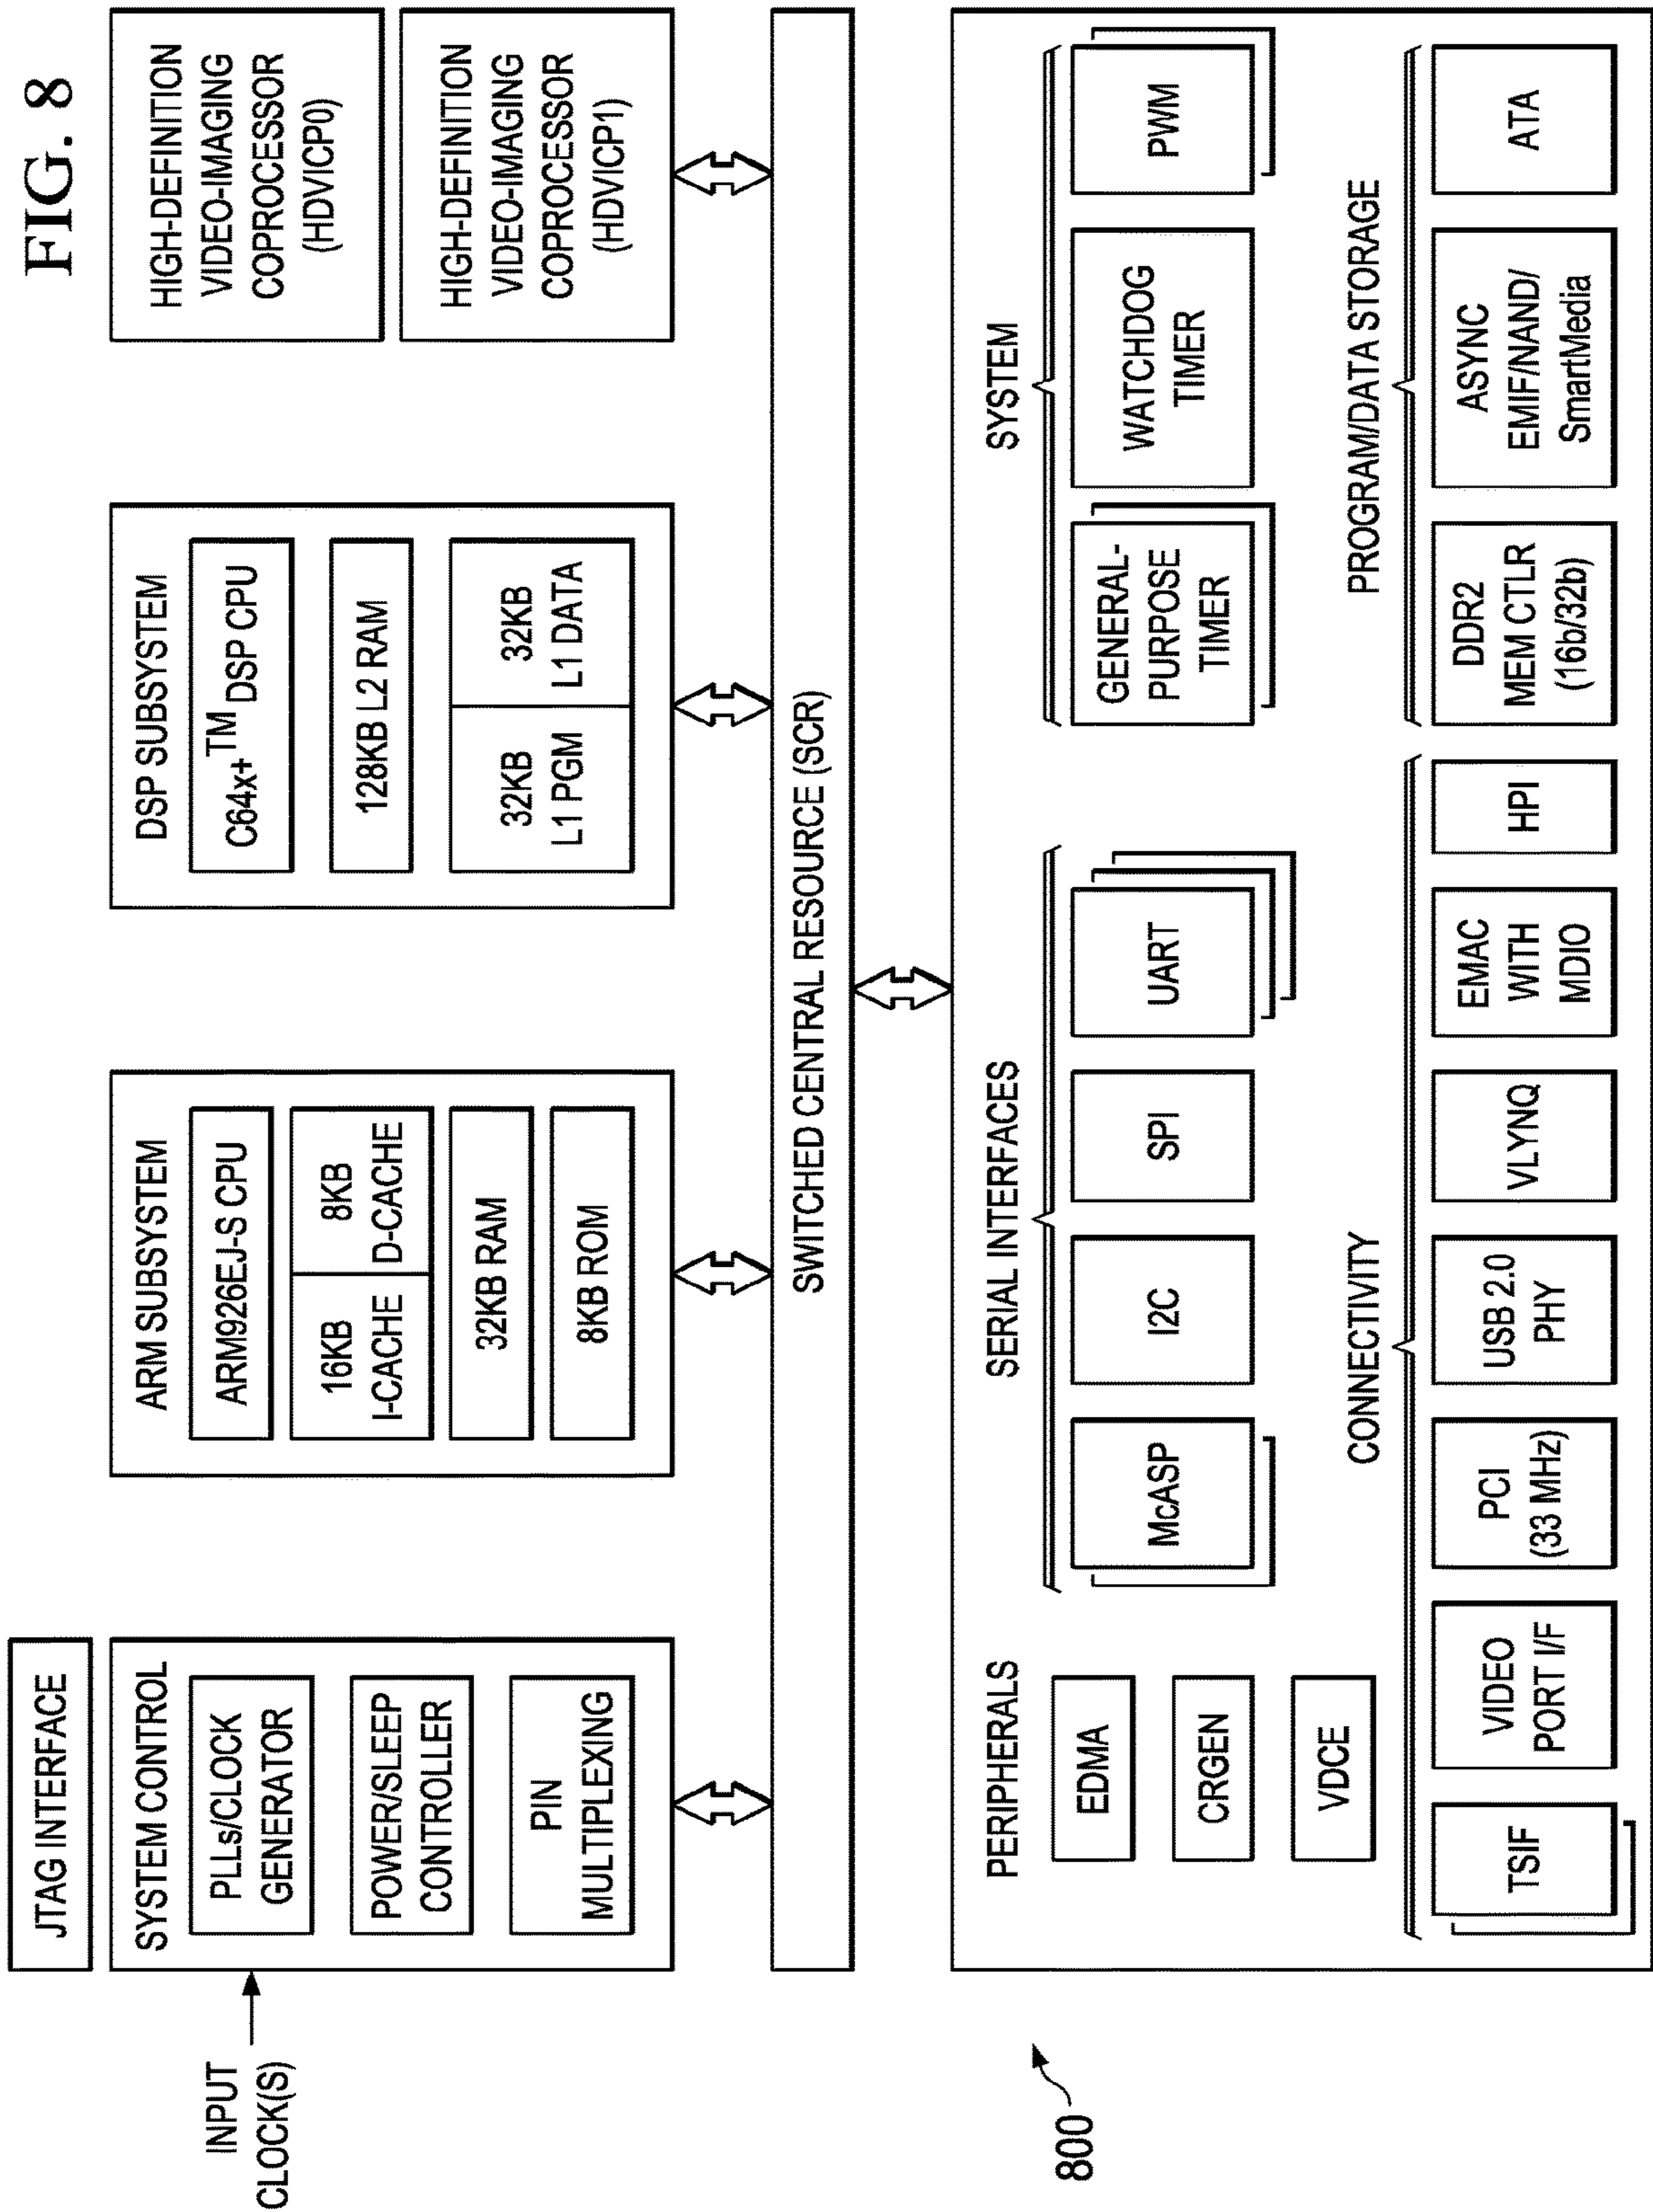 FIG. 8
JTAG INTERFACE
INPUT
CLOCK(S)
SYSTEM CONTROL
PLLs/CLOCK
GENERATOR
POWER/SLEEP
CONTROLLER
PIN
MULTIPLEXING
ARM SUBSYSTEM
ARM926EJ-S CPU
16KB
I-CACHE
8KB
D-CACHE
32KB RAM
8KB ROM
DSP SUBSYSTEM
C64x+TM DSP CPU
128KB L2 RAM
32KB
L1 PGM
32KB
L1 DATA
HIGH-DEFINITION
VIDEO-IMAGING
COPROCESSOR
(HDVICP0)
HIGH-DEFINITION
VIDEO-IMAGING
COPROCESSOR
(HDVICP1)
SWITCHED CENTRAL RESOURCE (SCR)
800
PERIPHERALS
EDMA
CRGEN
VDCE
SERIAL INTERFACES
McASP
I2C
SPI
UART
SYSTEM
GENERAL-
PURPOSE
TIMER
WATCHDOG
TIMER
PWM
CONNECTIVITY
TSIF
VIDEO
PORT I/F
PCI
(33 MHz)
USB 2.0
PHY
VLYNQ
EMAC
WITH
MDIO
HPI
PROGRAM/DATA STORAGE
DDR2
MEM CTLR
(16b/32b)
ASYNC
EMIF/NAND/
SmartMedia
ATA